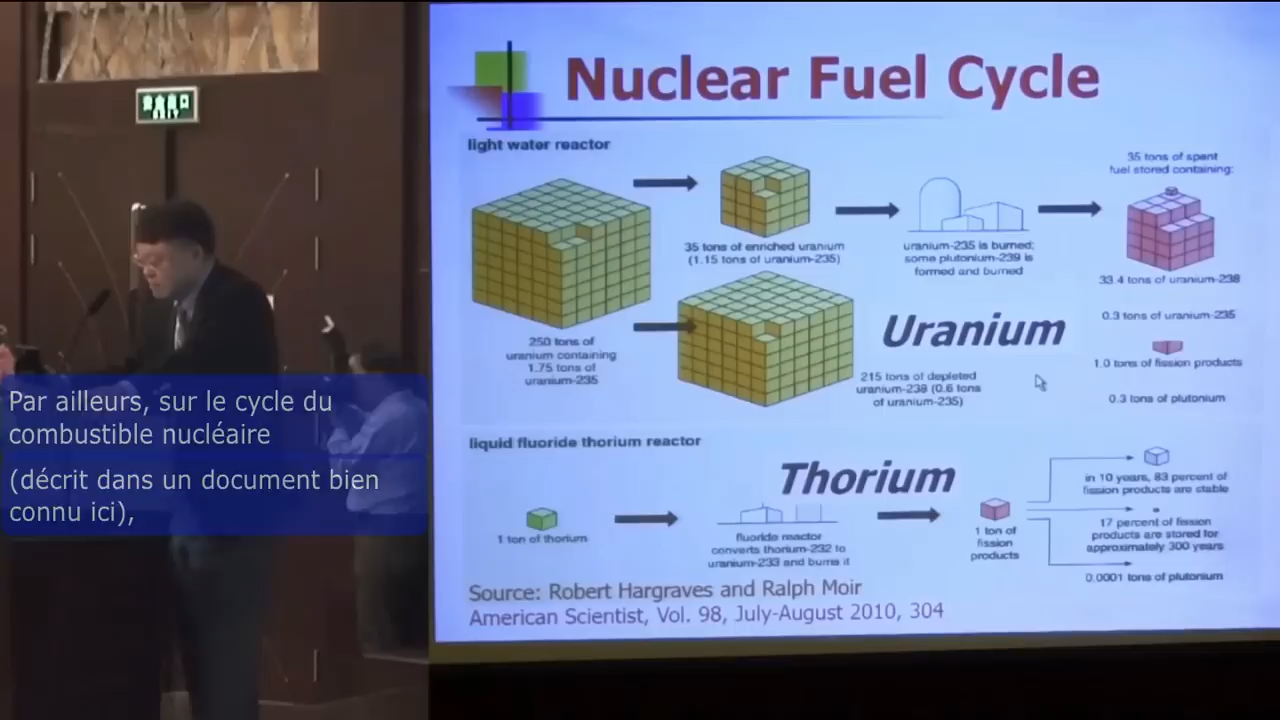 EXIT
Nuclear Fuel Cycle
light water reactor
35 tons of spent
fuel stored containing:
35 tons of enriched uranium
(1.15 tons of uranium-235)
uranium-235 is burned;
some plutonium-239 is
formed and burned
33.4 tons of uranium-238
0.3 tons of uranium-235
1.0 tons of fission products
0.3 tons of plutonium
Uranium
250 tons of
uranium containing
1.75 tons of
uranium-235
215 tons of depleted
uranium-238 (0.6 tons
of uranium-235)
Par ailleurs, sur le cycle du
combustible nucléaire
(décrit dans un document bien
connu ici),
liquid fluoride thorium reactor
Thorium
1 ton of thorium
fluoride reactor
converts thorium-232 to
uranium-233 and burns it
1 ton of
fission
products
in 10 years, 83 percent of
fission products are stable
17 percent of fission
products are stored for
approximately 300 years
0.0001 tons of plutonium
Source: Robert Hargraves and Ralph Moir
American Scientist, Vol. 98, July-August 2010, 304